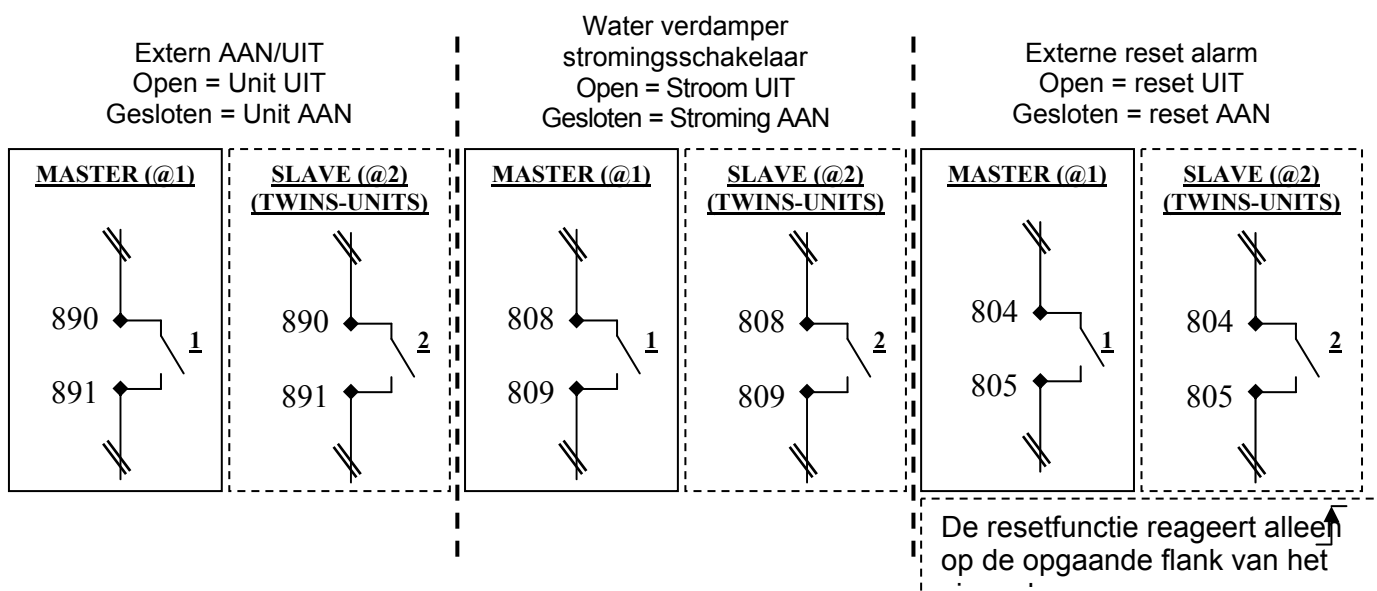 Extern AAN/UIT
Open = Unit UIT
Gesloten = Unit AAN
Water verdamper
stromingsschakelaar
Open = Stroom UIT
Gesloten = Stroming AAN
Externe reset alarm
Open = reset UIT
Gesloten = reset AAN
MASTER (@1)
890
1
891
SLAVE (@2)
(TWINS-UNITS)
890
2
891
MASTER (@1)
808
1
809
SLAVE (@2)
(TWINS-UNITS)
808
2
809
MASTER (@1)
804
1
805
SLAVE (@2)
(TWINS-UNITS)
804
2
805
De resetfunctie reageert alleen
op de opgaande flank van het